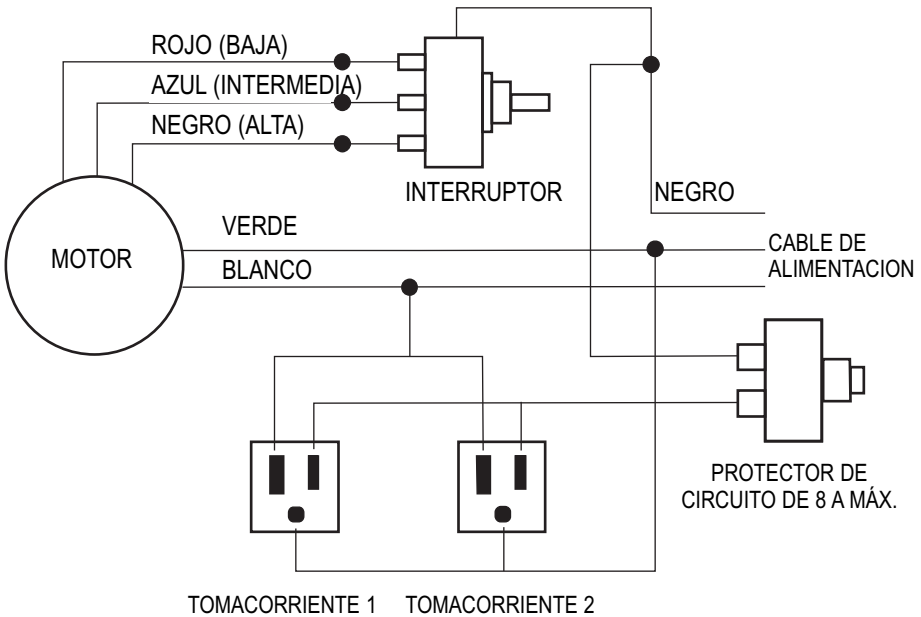 ROJO (BAJA)
AZUL (INTERMEDIA)
NEGRO (ALTA)
INTERRUPTOR
NEGRO
VERDE
MOTOR
BLANCO
CABLE DE
ALIMENTACION
PROTECTOR DE
CIRCUITO DE 8 A MÁX.
TOMACORRIENTE 1
TOMACORRIENTE 2